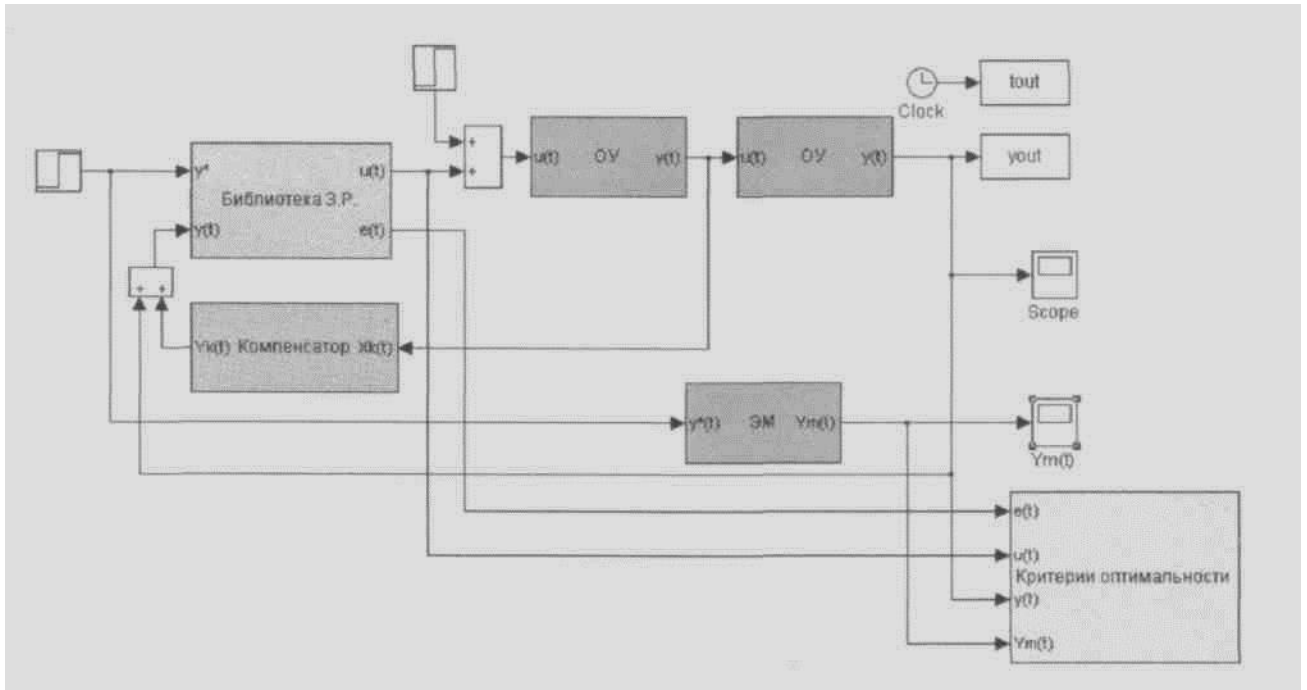 tout
Clock
u(t) ОУ y(t)
u(t) ОУ y(t)
yout
y*
u(t)
Библиотека З.Р.
y(t)
e(t)
+
+
+
+
Yk(t) Компенсатор Xk(t)
Scope
y*(t) ЭМ Ym(t)
Ym(t)
e(t)
u(t)
Критерии оптимальности
y(t)
Ym(t)